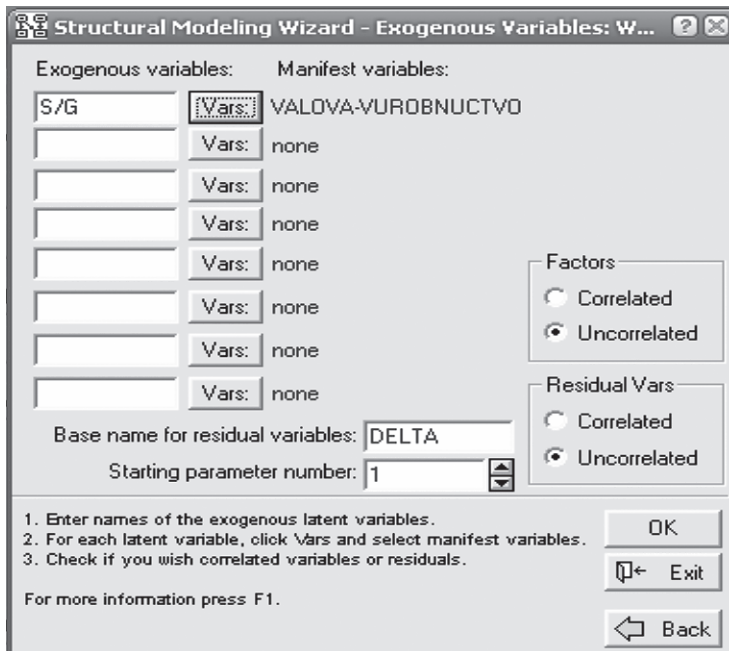 Structural Modeling Wizard - Exogenous Variables: W...
Exogenous variables: Manifest variables:
S/G Vars: VALOVA-VUROBNUCTVO
Vars: none
Vars: none
Vars: none
Vars: none
Vars: none
Vars: none
Vars: none
Factors
Correlated
Uncorrelated
Residual Vars
Correlated
Uncorrelated
Base name for residual variables: DELTA
Starting parameter number: 1
1. Enter names of the exogenous latent variables.
2. For each latent variable, click Vars and select manifest variables.
3. Check if you wish correlated variables or residuals.
For more information press F1.
OK
Exit
Back